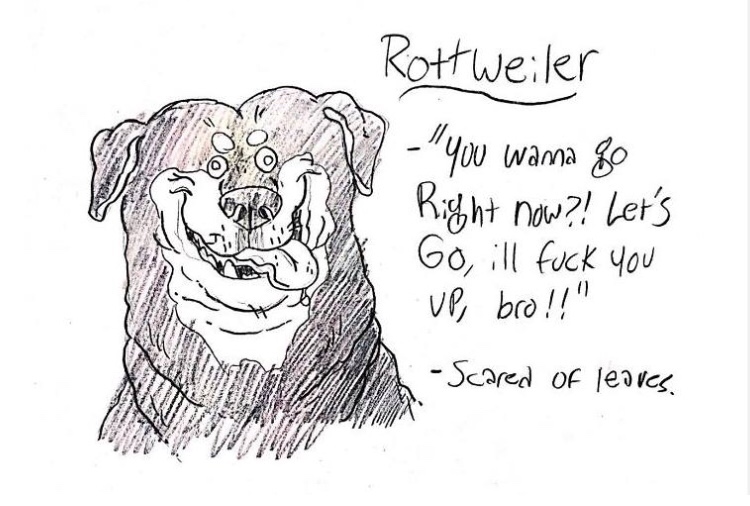 Rottweiler
- "You wanna go
Right now?! Let's
Go, ill fuck you
up, bro!!"
- Scared of leaves.